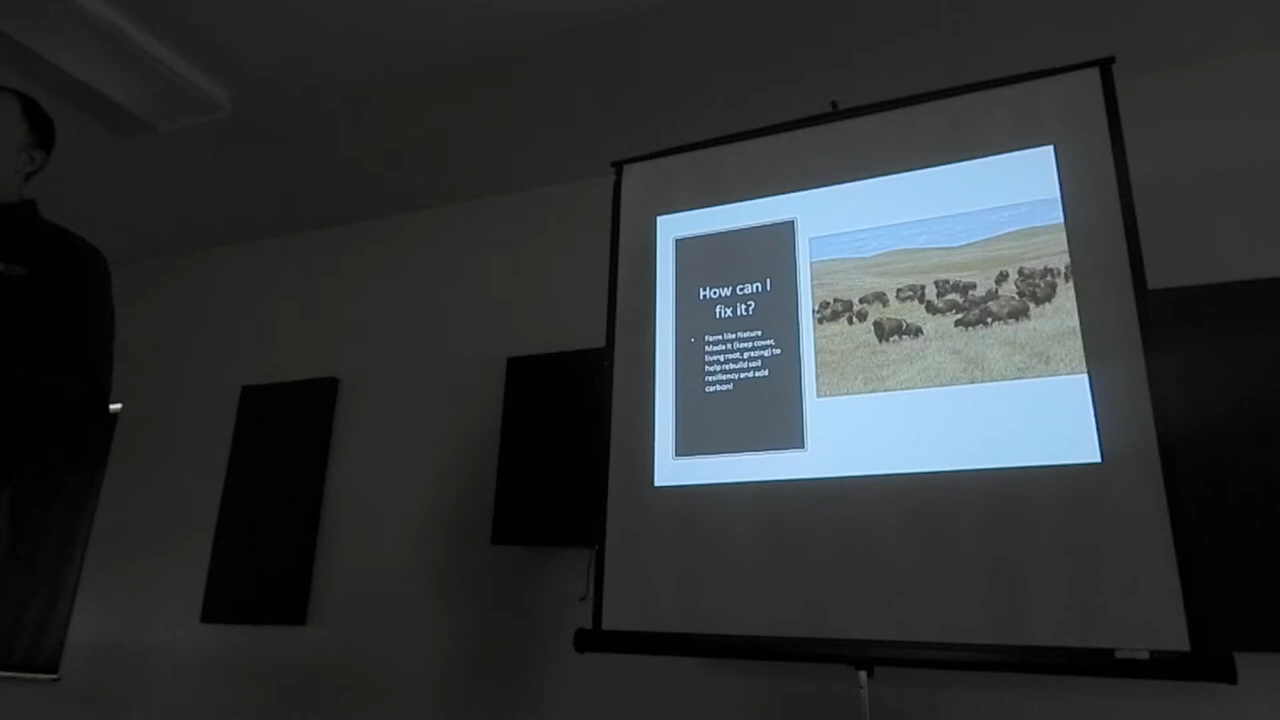 How can I
fix it?
• Farm like Nature
Made It (keep cover,
living root, grazing) to
help rebuild soil
resiliency and add
carbon!